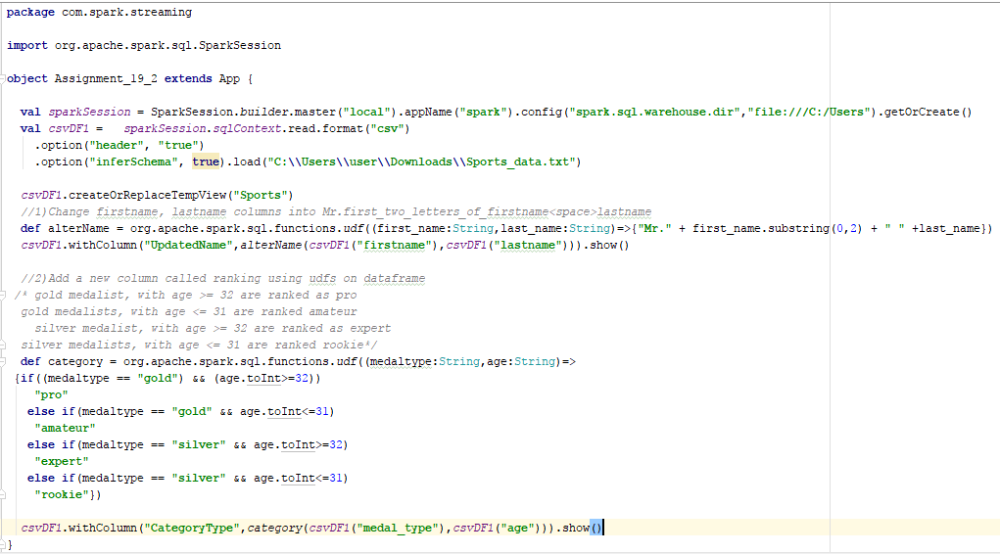 package com.spark.streaming
import org.apache.spark.sql.SparkSession
object Assignment_19_2 extends App {
val sparkSession = SparkSession.builder.master("local").appName("spark").config("spark.sql.warehouse.dir","file:///C:/Users").getOrCreate()
val csvDF1 =   sparkSession.sqlContext.read.format("csv")
.option("header", "true")
.option("inferSchema", true).load("C:\\Users\\user\\Downloads\\Sports_data.txt")
csvDF1.createOrReplaceTempView("Sports")
//1)Change firstname, lastname columns into Mr.first_two_letters_of_firstname<space>lastname
def alterName = org.apache.spark.sql.functions.udf((first_name:String,last_name:String)=>{"Mr." + first_name.substring(0,2) + " " +last_name})
csvDF1.withColumn("UpdatedName",alterName(csvDF1("firstname"),csvDF1("lastname"))).show()
//2)Add a new column called ranking using udfs on dataframe
/* gold medalist, with age >= 32 are ranked as pro
gold medalists, with age <= 31 are ranked amateur
silver medalist, with age >= 32 are ranked as expert
silver medalists, with age <= 31 are ranked rookie*/
def category = org.apache.spark.sql.functions.udf((medaltype:String,age:String)=>
{if((medaltype == "gold") && (age.toInt>=32))
"pro"
else if(medaltype == "gold" && age.toInt<=31)
"amateur"
else if(medaltype == "silver" && age.toInt>=32)
"expert"
else if(medaltype == "silver" && age.toInt<=31)
"rookie"})
csvDF1.withColumn("CategoryType",category(csvDF1("medal_type"),csvDF1("age"))).show()
}